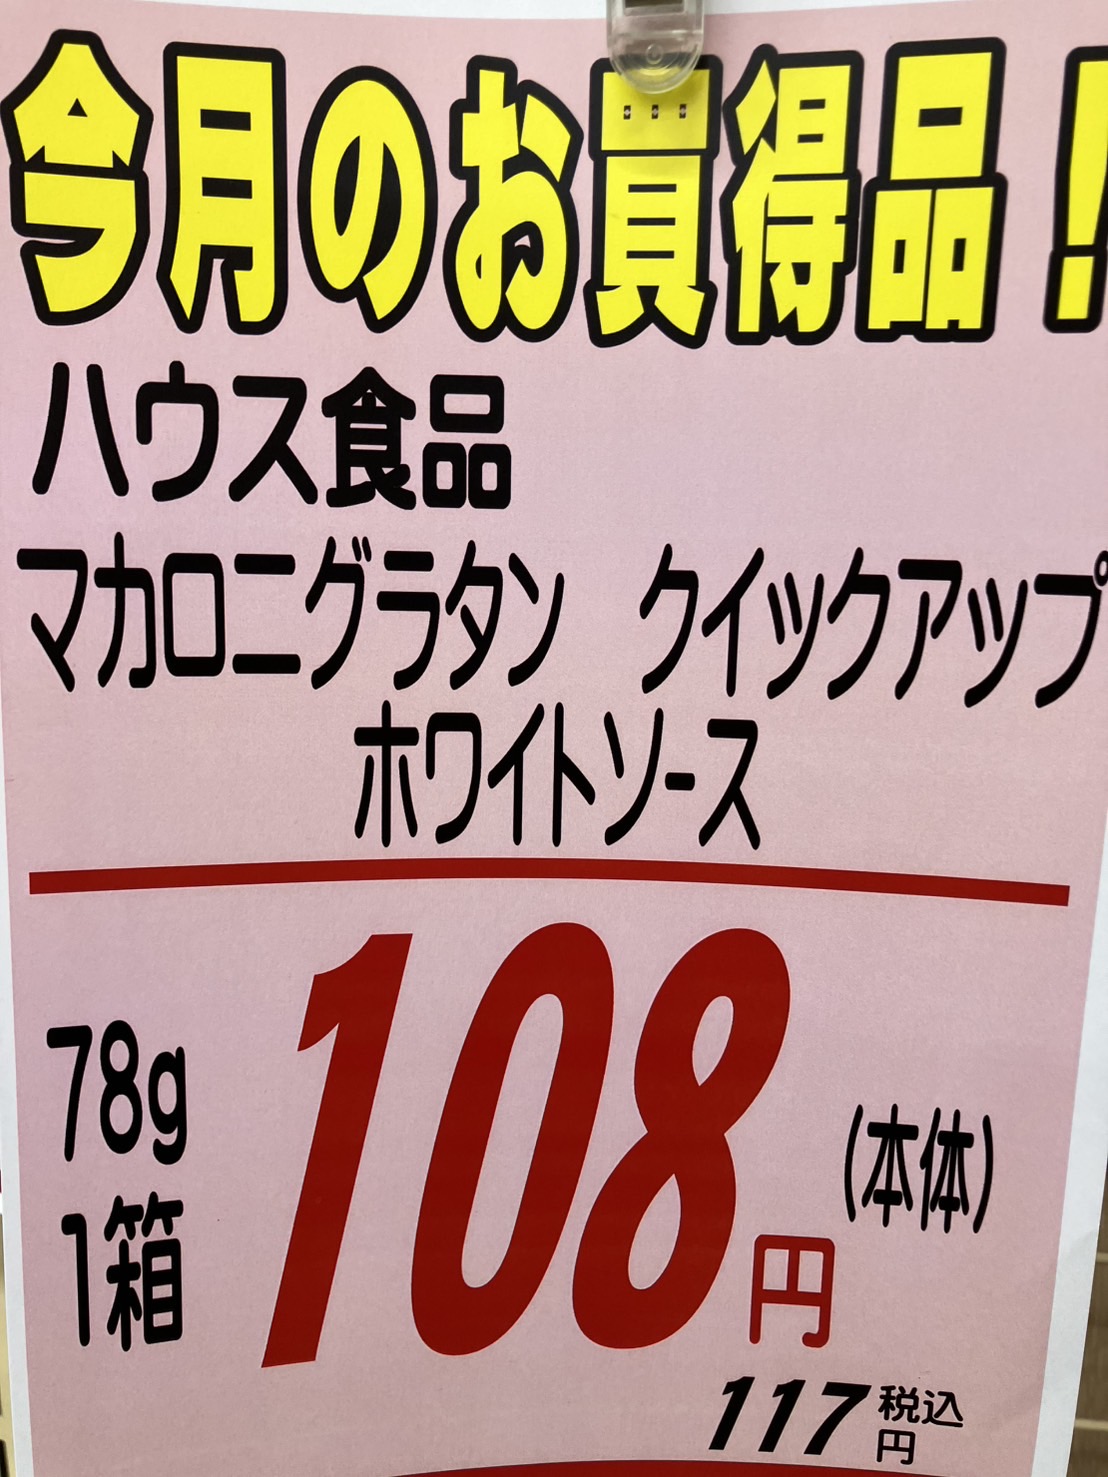 今月のお買得品！
ハウス食品
マカロニグラタン　クイックアップ
ホワイトソース
78g
1箱
108円
(本体)
117円
税込